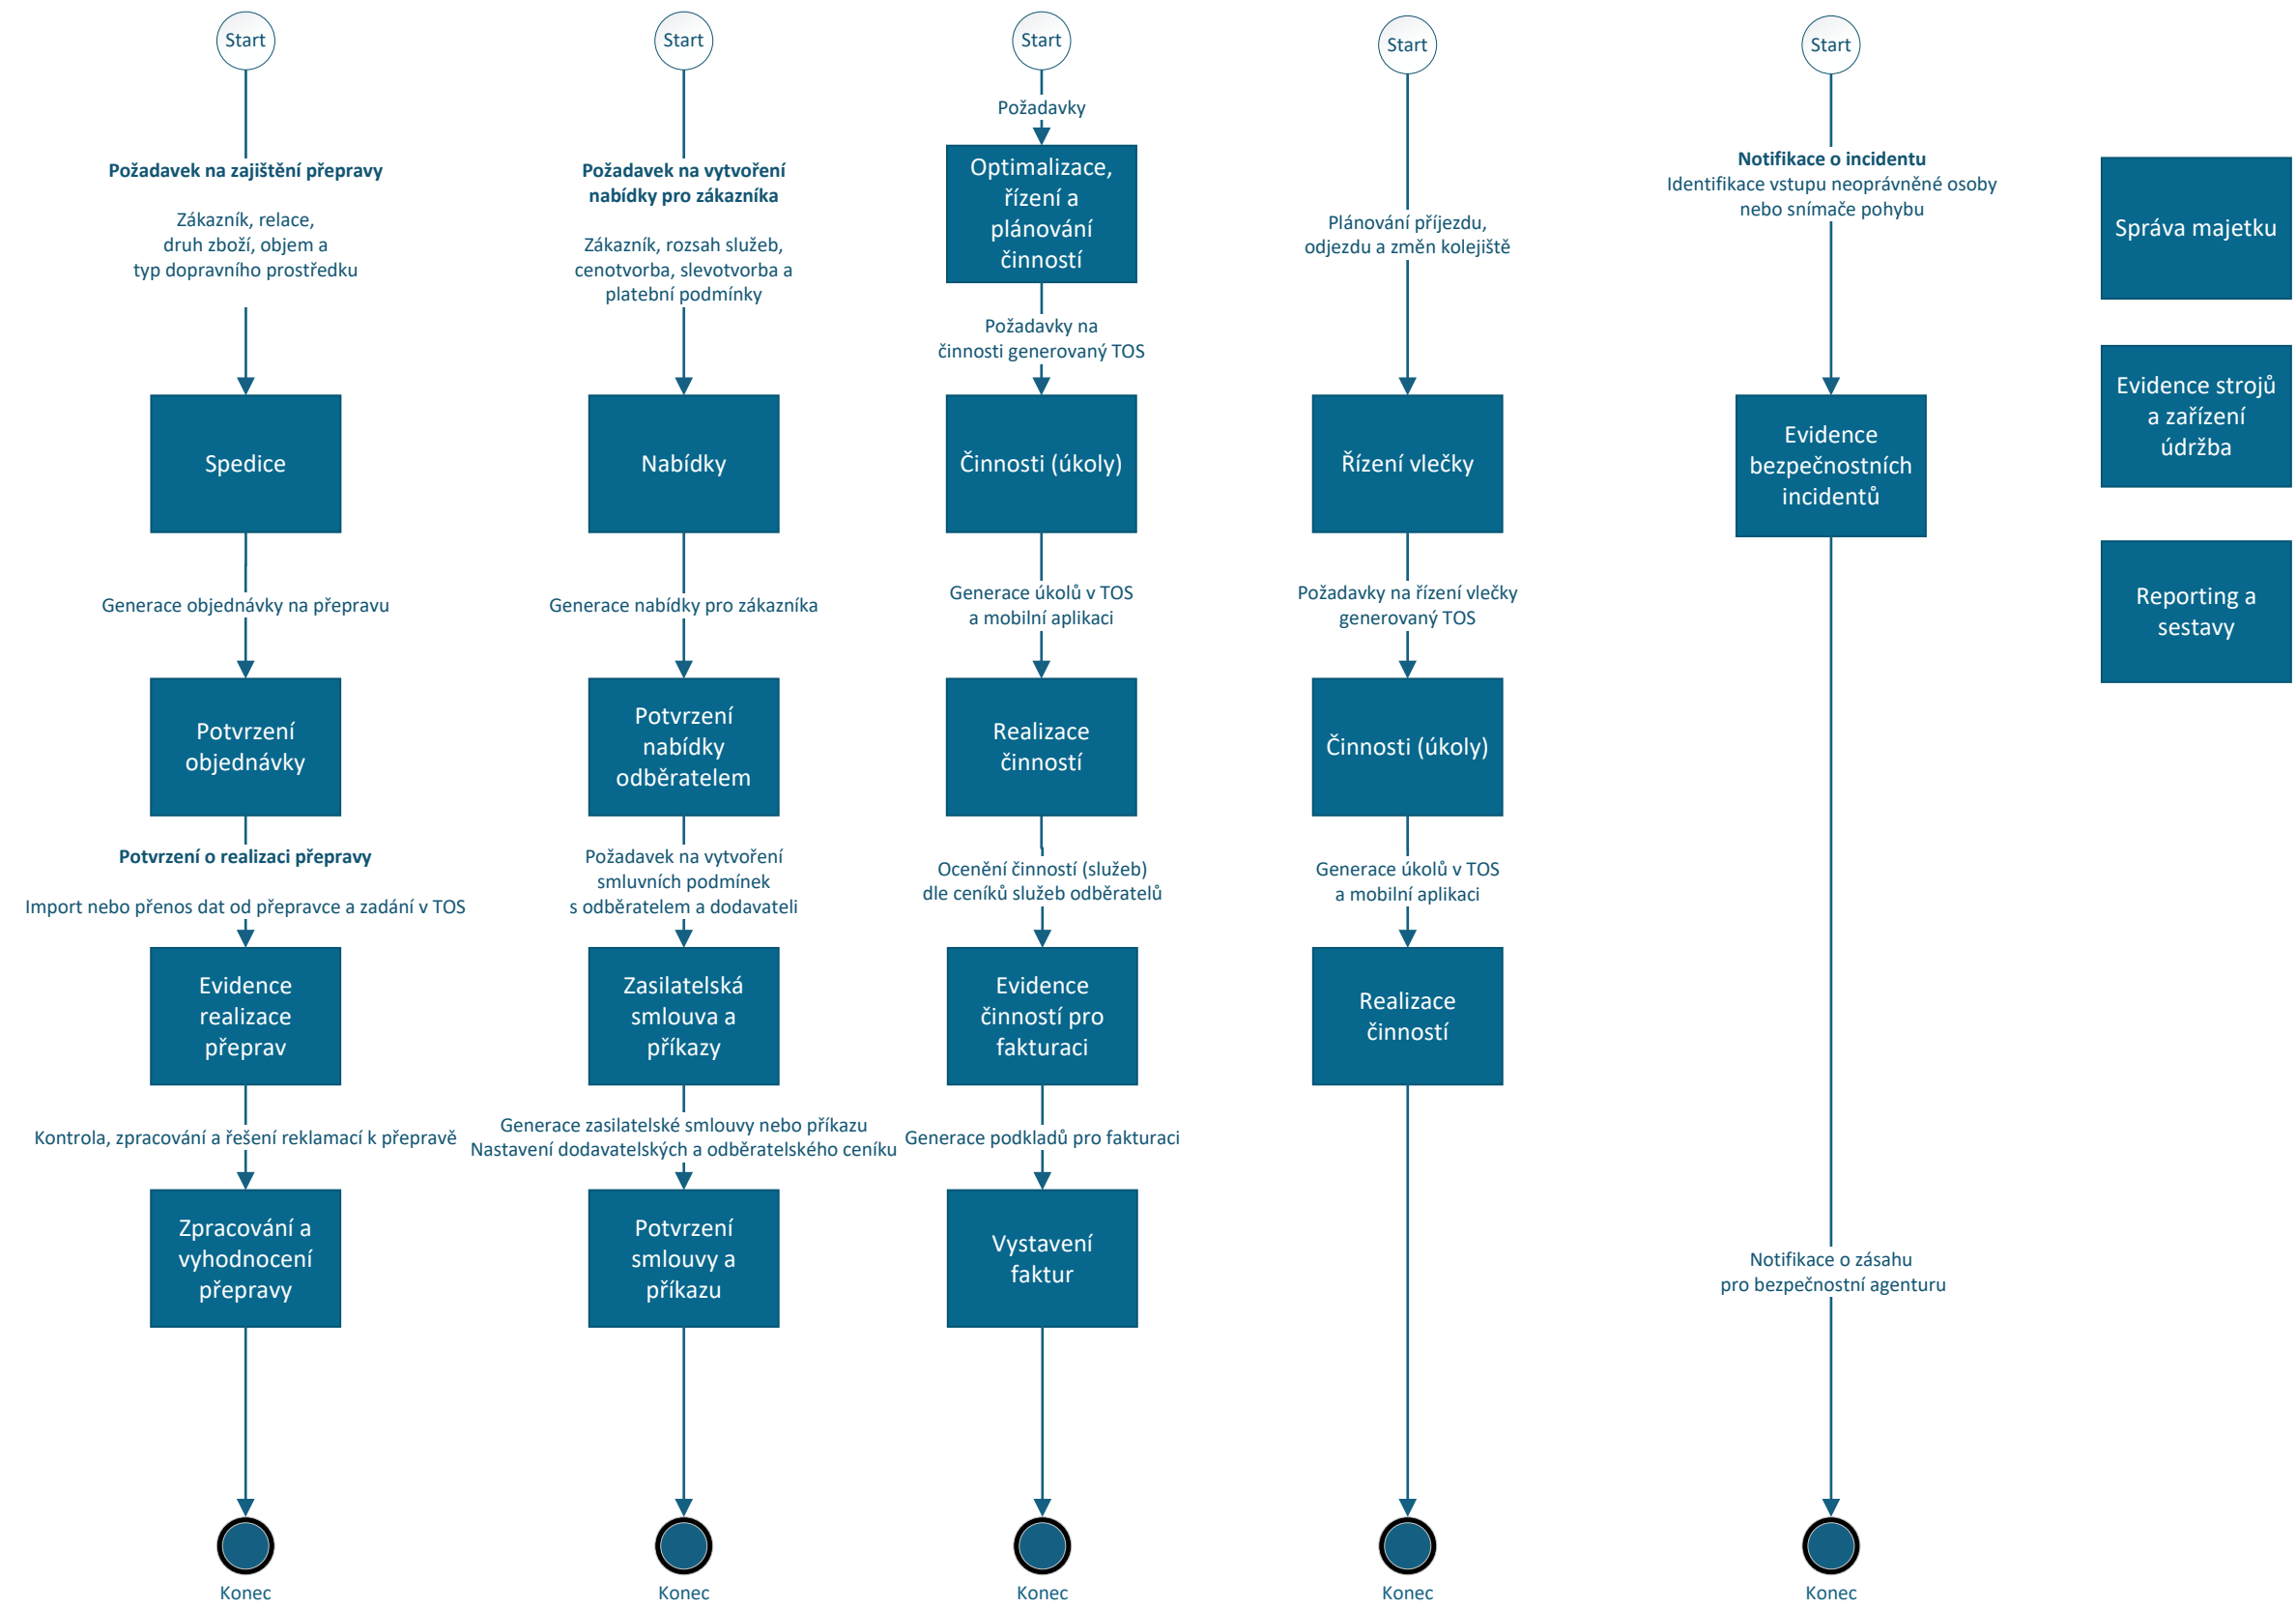 Start
Požadavek na zajištění přepravy
Zákazník, relace,
druh zboží, objem a
typ dopravního prostředku
Spedice
Generace objednávky na přepravu
Potvrzení
objednávky
Potvrzení o realizaci přepravy
Import nebo přenos dat od přepravce a zadání v TOS
Evidence
realizace
přeprav
Kontrola, zpracování a řešení reklamací k přepravě
Zpracování a
vyhodnocení
přepravy
Konec
Start
Požadavek na vytvoření
nabídky pro zákazníka
Zákazník, rozsah služeb,
cenotvorba, slevotvorba a
platební podmínky
Nabídky
Generace nabídky pro zákazníka
Potvrzení
nabídky
odběratelem
Požadavek na vytvoření
smluvních podmínek
s odběratelem a dodavateli
Zasilatelská
smlouva a
příkazy
Generace zasilatelské smlouvy nebo příkazu
Nastavení dodavatelských a odběratelského ceníku
Potvrzení
smlouvy a
příkazu
Konec
Start
Požadavky
Optimalizace,
řízení a
plánování
činností
Požadavky na
činnosti generovaný TOS
Činnosti (úkoly)
Generace úkolů v TOS
a mobilní aplikaci
Realizace
činností
Ocenění činností (služeb)
dle ceníků služeb odběratelů
Evidence
činností pro
fakturaci
Generace podkladů pro fakturaci
Vystavení
faktur
Konec
Start
Plánování příjezdu,
odjezdu a změn kolejiště
Řízení vlečky
Požadavky na řízení vlečky
generovaný TOS
Činnosti (úkoly)
Generace úkolů v TOS
a mobilní aplikaci
Realizace
činností
Konec
Start
Notifikace o incidentu
Identifikace vstupu neoprávněné osoby
nebo snímače pohybu
Evidence
bezpečnostních
incidentů
Notifikace o zásahu
pro bezpečnostní agenturu
Konec
Správa majetku
Evidence strojů
a zařízení
údržba
Reporting a
sestavy